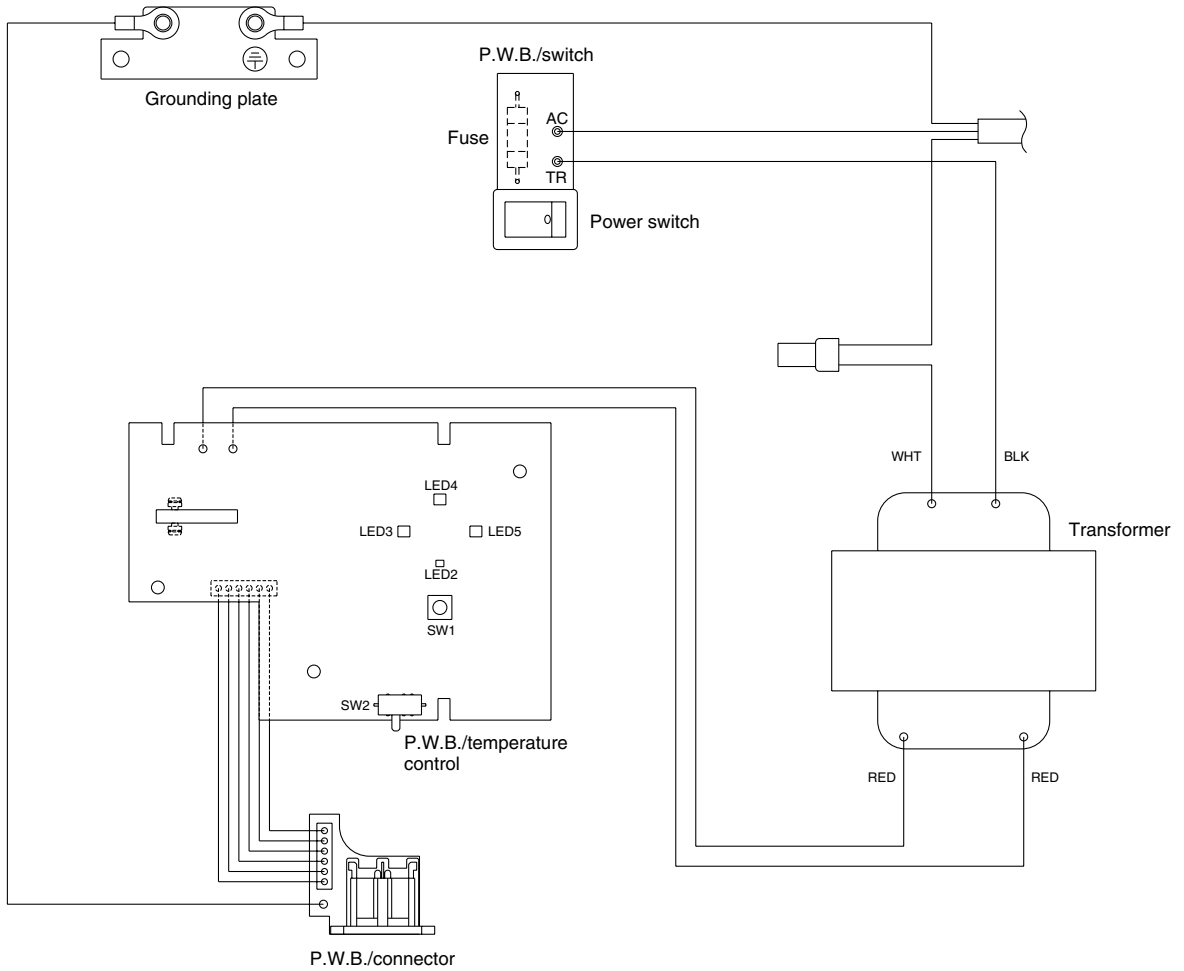 Grounding plate
P.W.B./switch
Fuse
AC
TR
Power switch
WHT
BLK
Transformer
LED4
LED3
LED5
LED2
SW1
SW2
P.W.B./temperature
control
RED
RED
P.W.B./connector